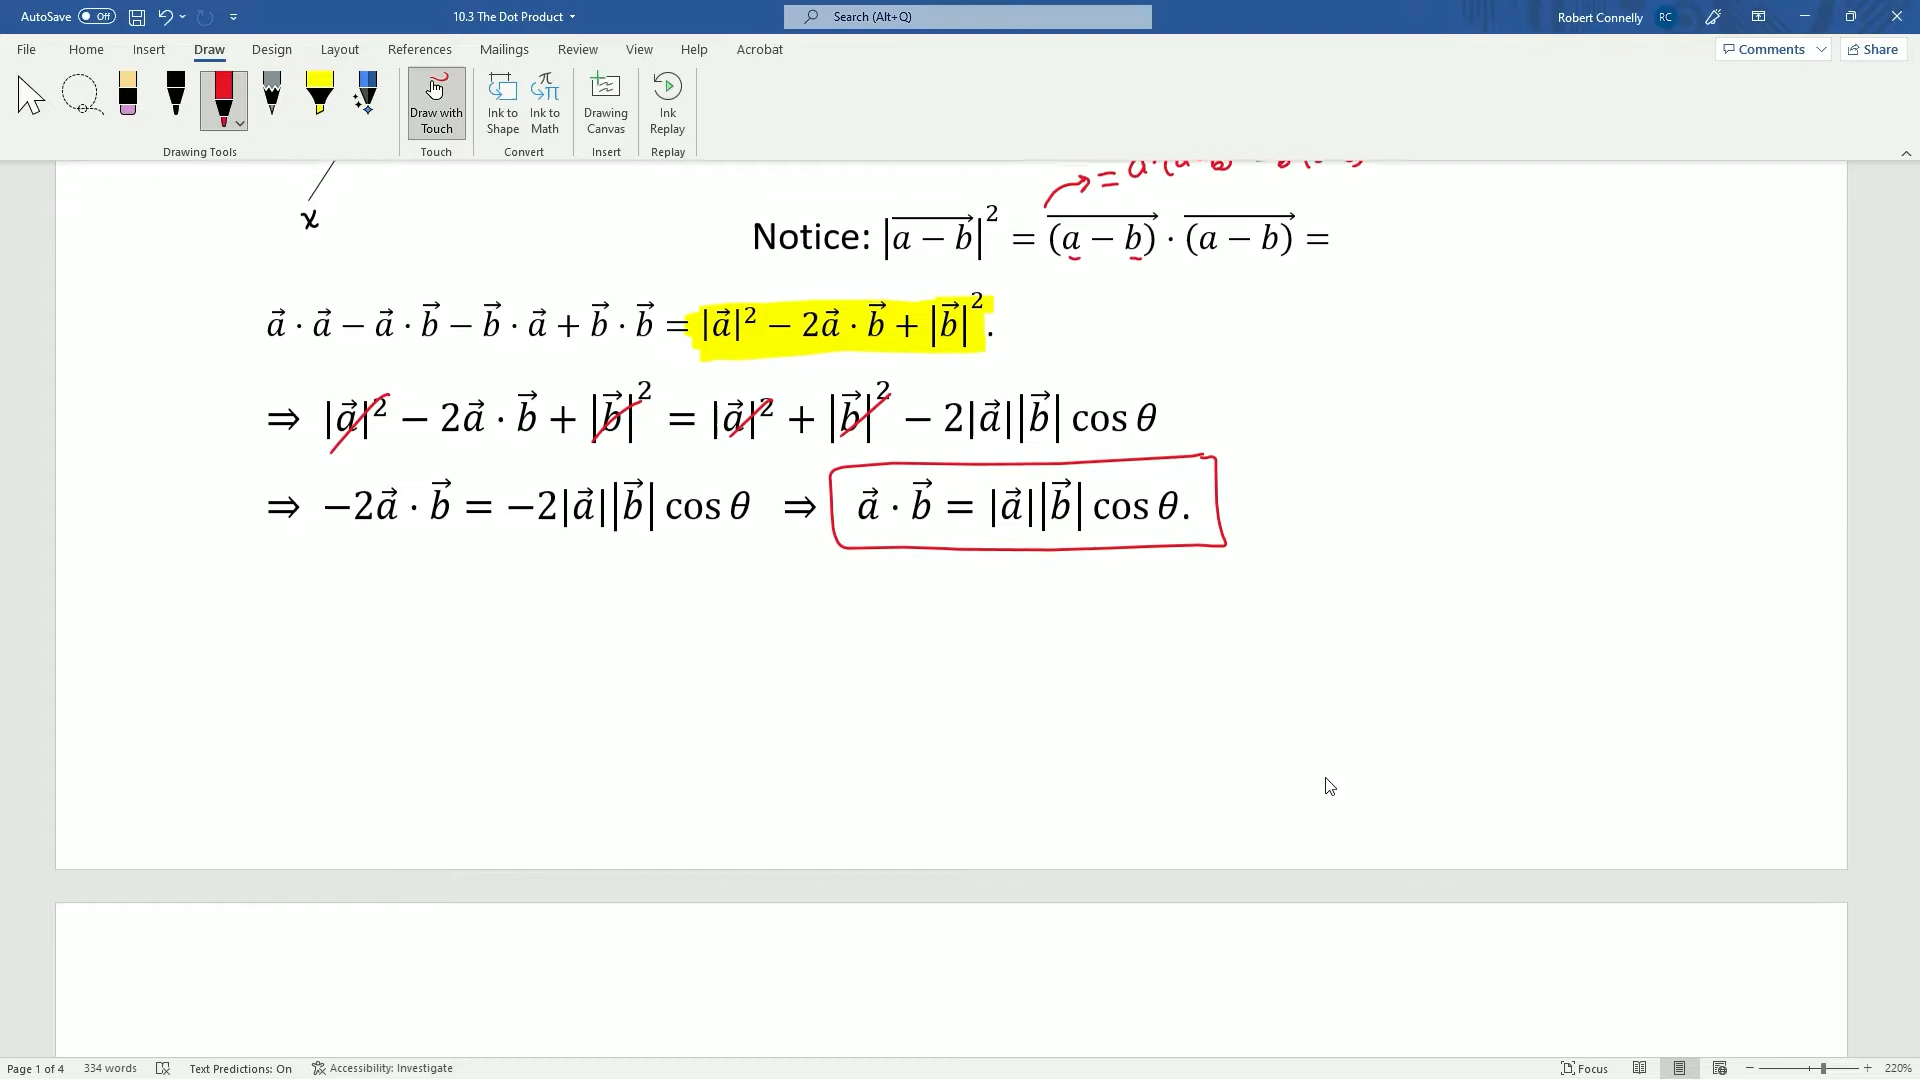 AutoSave Off 10.3 The Dot Product Search (Alt+Q) Robert Connelly RC
File Home Insert Draw Design Layout References Mailings Review View Help Acrobat Comments Share
Draw with Touch
Ink to Shape
Ink to Math
Drawing Canvas
Ink Replay
Drawing Tools Touch Convert Insert Replay
x
Notice: |a − b|² = (a − b) · (a − b) =
a⃗ · a⃗ − a⃗ · b⃗ − b⃗ · a⃗ + b⃗ · b⃗ = |a⃗|² − 2a⃗ · b⃗ + |b⃗|².
⇒ |a⃗|² − 2a⃗ · b⃗ + |b⃗|² = |a⃗|² + |b⃗|² − 2|a⃗||b⃗| cos θ
⇒ −2a⃗ · b⃗ = −2|a⃗||b⃗| cos θ ⇒ a⃗ · b⃗ = |a⃗||b⃗| cos θ.
Page 1 of 4 334 words Text Predictions: On Accessibility: Investigate Focus 220%